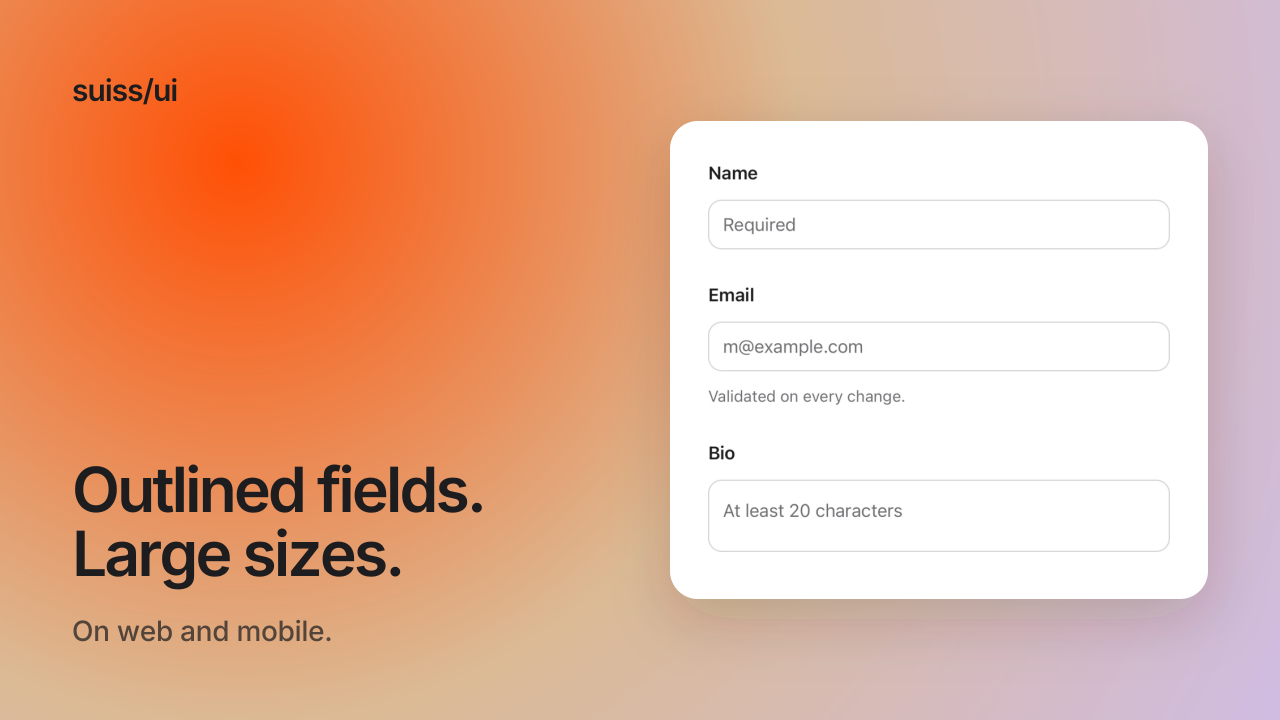 suiss/ui
Outlined fields.
Large sizes.
On web and mobile.
Name
Required
Email
m@example.com
Validated on every change.
Bio
At least 20 characters